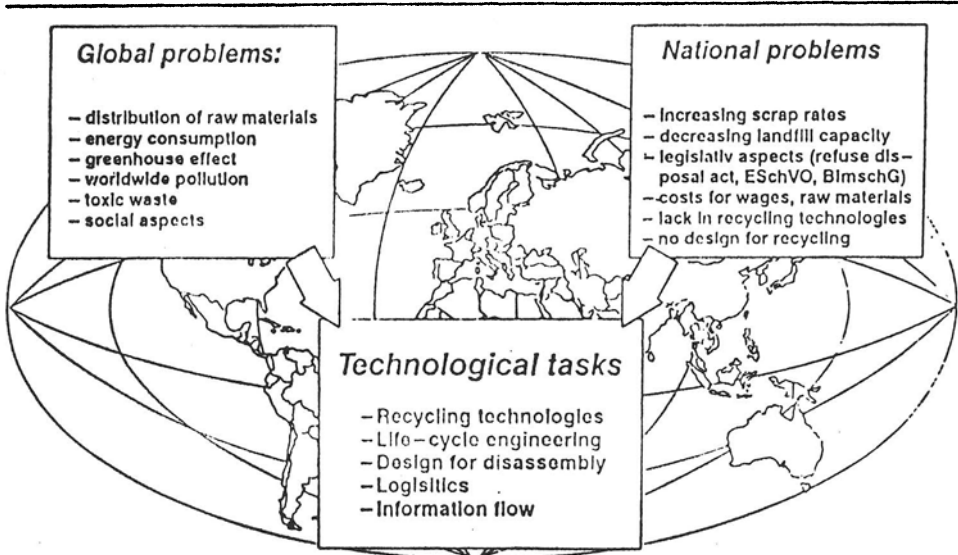 Global problems:
– distribution of raw materials
– energy consumption
– greenhouse effect
– worldwide pollution
– toxic waste
– social aspects
National problems
– Increasing scrap rates
– decreasing landfill capacity
– legislativ aspects (refuse dis–
posal act, ESchVO, BImschG)
– costs for wages, raw materials
– lack in recycling technologies
– no design for recycling
Technological tasks
– Recycling technologies
– Life–cycle engineering
– Design for disassembly
– Logisitics
– Information flow